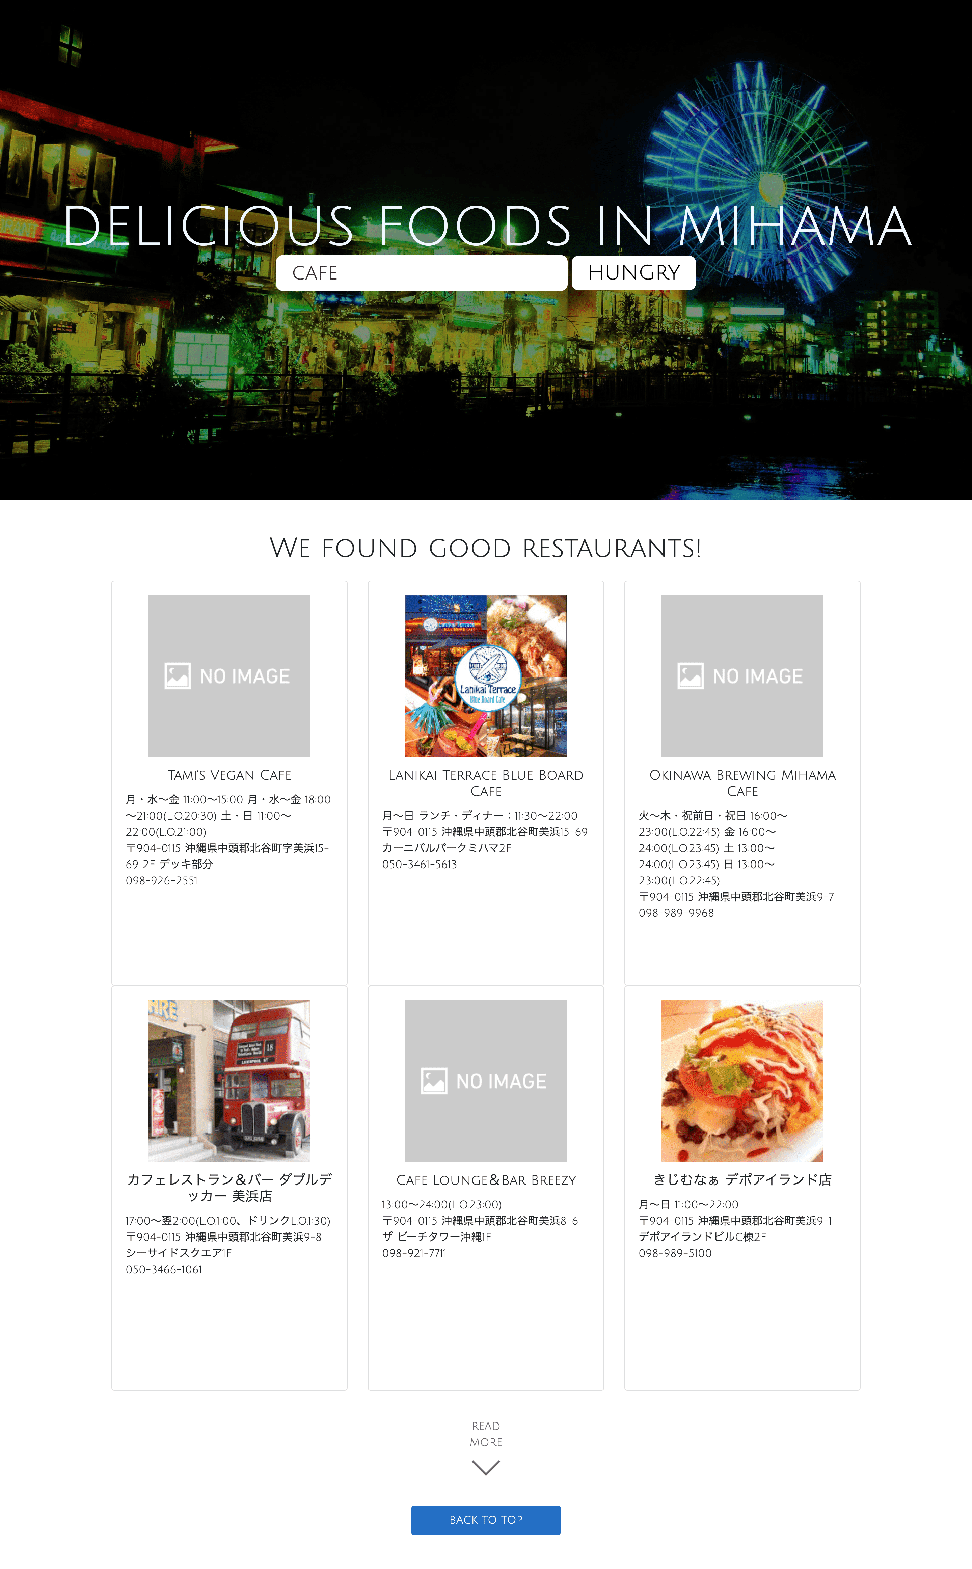 DELICIOUS FOODS IN MIHAMA
CAFE
HUNGRY
We found good restaurants!
NO IMAGE
Tami's Vegan Cafe
月・水～金 11:00～15:00 月・水～金 18:00
～21:00(L.O.20:30) 土・日 11:00～
22:00(L.O.21:00)
〒904-0115 沖縄県中頭郡北谷町字美浜15-
69 2F デッキ部分
098-926-2551
Lanikai Terrace
Blue Board Cafe
Lanikai Terrace Blue Board
Cafe
月～日 ランチ・ディナー：11:30～22:00
〒904-0115 沖縄県中頭郡北谷町美浜15-69
カーニバルパークミハマ2F
050-3461-5613
NO IMAGE
Okinawa Brewing Mihama
Cafe
火～木・祝前日・祝日 16:00～
23:00(L.O.22:45) 金 16:00～
24:00(L.O.23:45) 土 13:00～
24:00(L.O.23:45) 日 13:00～
23:00(L.O.22:45)
〒904-0115 沖縄県中頭郡北谷町美浜9-7
098-989-9968
18
カフェレストラン＆バー ダブルデ
ッカー 美浜店
17:00～翌2:00(L.O.1:00、ドリンクL.O.1:30)
〒904-0115 沖縄県中頭郡北谷町美浜9-8
シーサイドスクエア1F
050-3466-1061
NO IMAGE
Cafe Lounge＆Bar Breezy
13:00～24:00(L.O.23:00)
〒904-0115 沖縄県中頭郡北谷町美浜8-6
ザ ビーチタワー沖縄1F
098-921-7711
きじむなぁ デポアイランド店
月～日 11:00～22:00
〒904-0115 沖縄県中頭郡北谷町美浜9-1
デポアイランドビルC棟2F
098-989-5100
READ
MORE
BACK TO TOP